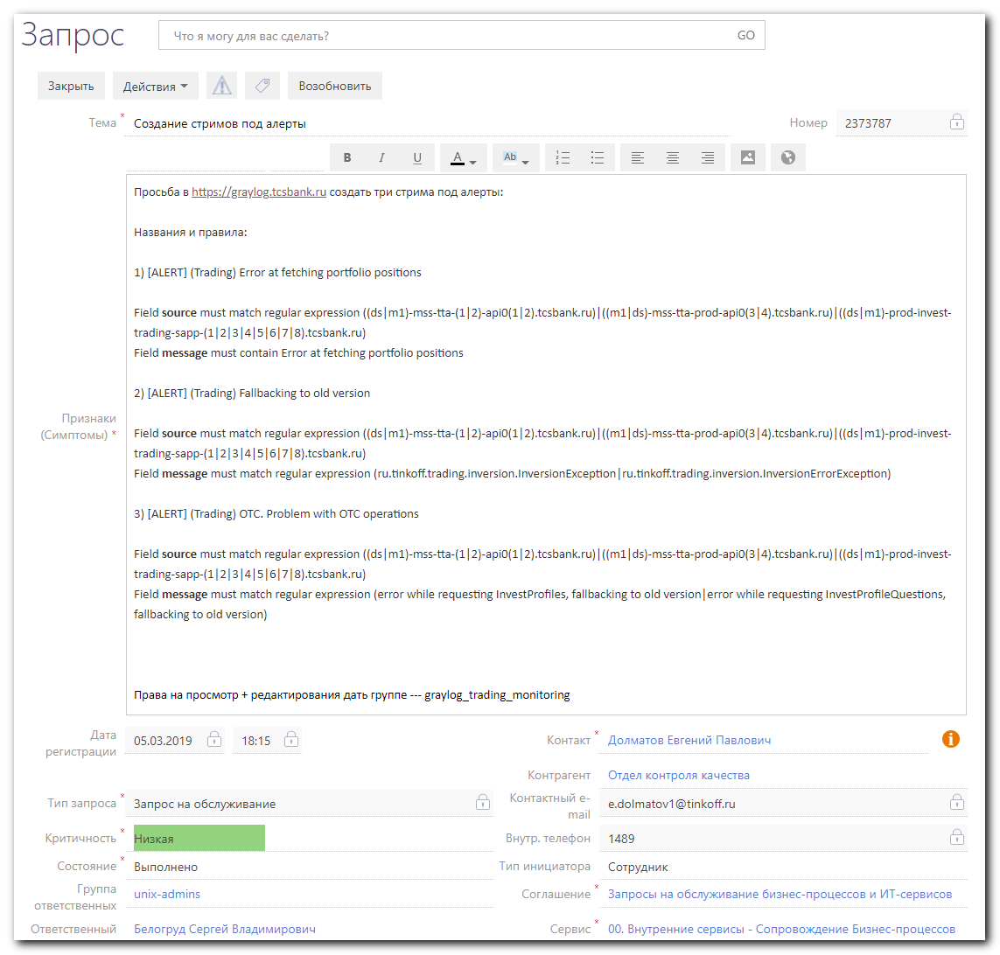 Запрос
Что я могу для вас сделать?
GO
Закрыть
Действия
Возобновить
Тема *
Создание стримов под алерты
Номер
2373787
B I U A Ab
Просьба в https://graylog.tcsbank.ru создать три стрима под алерты:
Названия и правила:
1) [ALERT] (Trading) Error at fetching portfolio positions
Field source must match regular expression ((ds|m1)-mss-tta-(1|2)-api0(1|2).tcsbank.ru)|((m1|ds)-mss-tta-prod-api0(3|4).tcsbank.ru)|((ds|m1)-prod-invest-
trading-sapp-(1|2|3|4|5|6|7|8).tcsbank.ru)
Field message must contain Error at fetching portfolio positions
2) [ALERT] (Trading) Fallbacking to old version
Field source must match regular expression ((ds|m1)-mss-tta-(1|2)-api0(1|2).tcsbank.ru)|((m1|ds)-mss-tta-prod-api0(3|4).tcsbank.ru)|((ds|m1)-prod-invest-
trading-sapp-(1|2|3|4|5|6|7|8).tcsbank.ru)
Field message must match regular expression (ru.tinkoff.trading.inversion.InversionException|ru.tinkoff.trading.inversion.InversionErrorException)
3) [ALERT] (Trading) OTC. Problem with OTC operations
Field source must match regular expression ((ds|m1)-mss-tta-(1|2)-api0(1|2).tcsbank.ru)|((m1|ds)-mss-tta-prod-api0(3|4).tcsbank.ru)|((ds|m1)-prod-invest-
trading-sapp-(1|2|3|4|5|6|7|8).tcsbank.ru)
Field message must match regular expression (error while requesting InvestProfiles, fallbacking to old version|error while requesting InvestProfileQuestions,
fallbacking to old version)
Права на просмотр + редактирования дать группе --- graylog_trading_monitoring
Признаки
(Симптомы) *
Дата
регистрации
05.03.2019
18:15
Контакт *
Долматов Евгений Павлович
Контрагент
Отдел контроля качества
Тип запроса *
Запрос на обслуживание
Контактный e-
mail
e.dolmatov1@tinkoff.ru
Критичность *
Низкая
Внутр. телефон
1489
Состояние *
Выполнено
Тип инициатора
Сотрудник
Группа
ответственных
unix-admins
Соглашение *
Запросы на обслуживание бизнес-процессов и ИТ-сервисов
Ответственный
Белогруд Сергей Владимирович
Сервис *
00. Внутренние сервисы - Сопровождение Бизнес-процессов